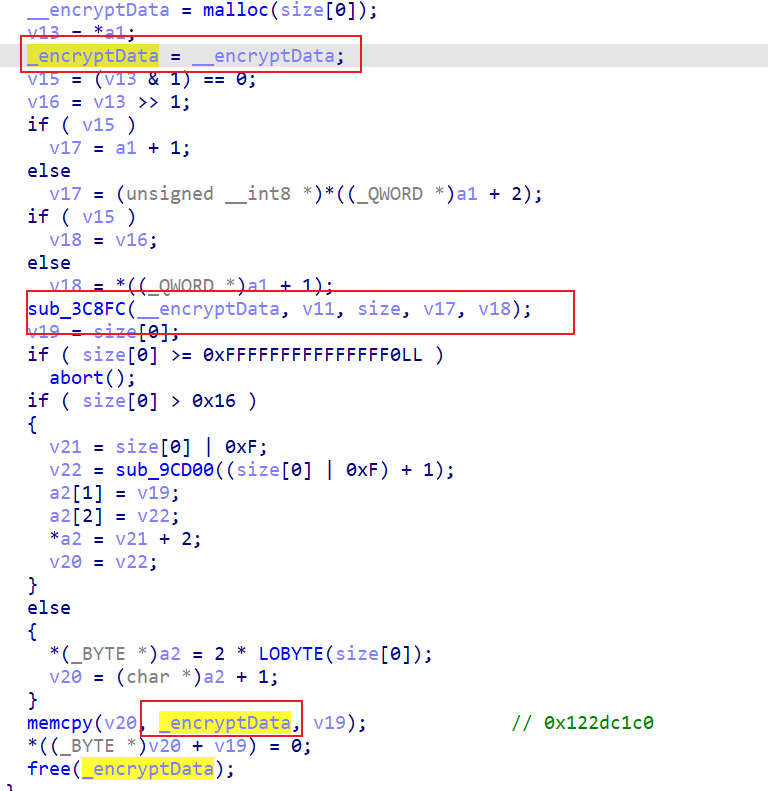 __encryptData = malloc(size[0]);
v13 = *a1;
_encryptData = __encryptData;
v15 = (v13 & 1) == 0;
v16 = v13 >> 1;
if ( v15 )
v17 = a1 + 1;
else
v17 = (unsigned __int8 *)*((_QWORD *)a1 + 2);
if ( v15 )
v18 = v16;
else
v18 = *((_QWORD *)a1 + 1);
sub_3C8FC(__encryptData, v11, size, v17, v18);
v19 = size[0];
if ( size[0] >= 0xFFFFFFFFFFFFFFF0LL )
abort();
if ( size[0] > 0x16 )
{
v21 = size[0] | 0xF;
v22 = sub_9CD00((size[0] | 0xF) + 1);
a2[1] = v19;
a2[2] = v22;
*a2 = v21 + 2;
v20 = v22;
}
else
{
*(_BYTE *)a2 = 2 * LOBYTE(size[0]);
v20 = (char *)a2 + 1;
}
memcpy(v20, _encryptData, v19); // 0x122dc1c0
*((_BYTE *)v20 + v19) = 0;
free(_encryptData);
}